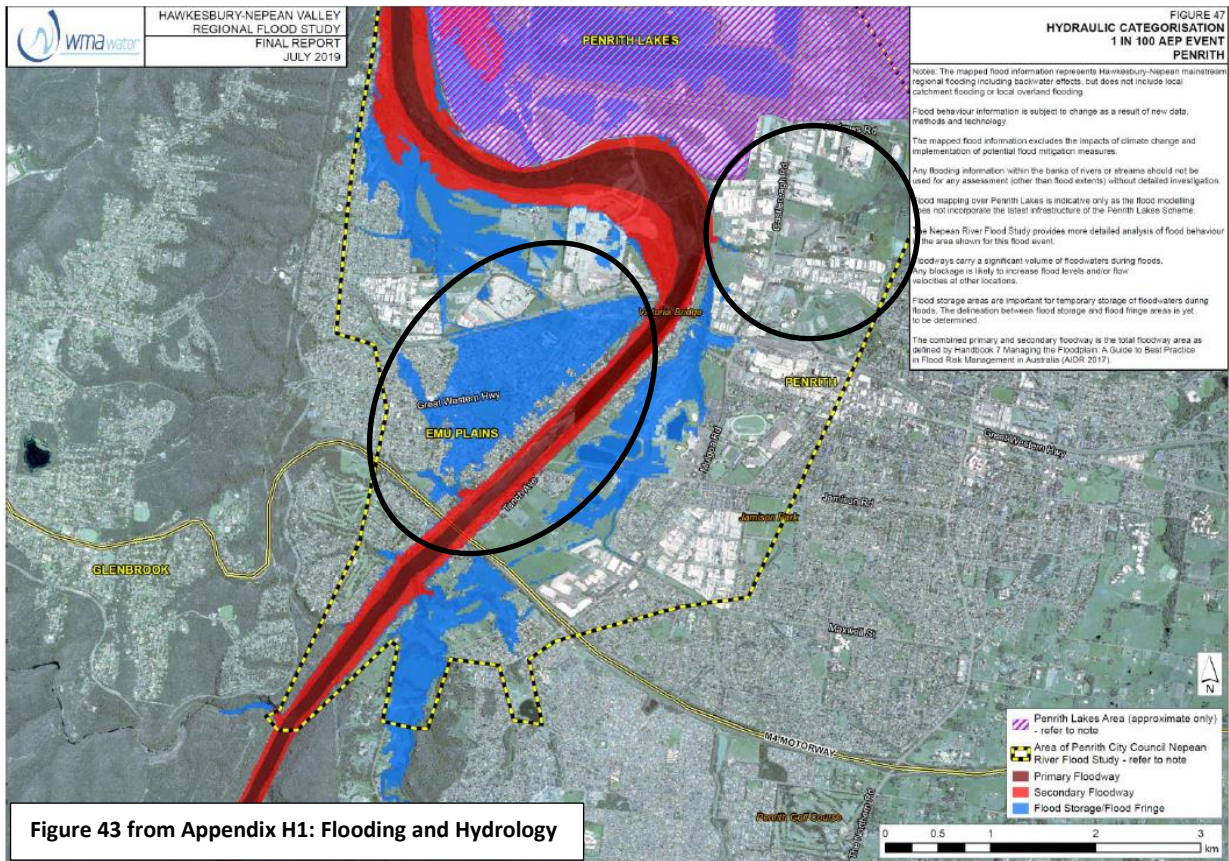 wmawater
HAWKESBURY-NEPEAN VALLEY
REGIONAL FLOOD STUDY
FINAL REPORT
JULY 2019
FIGURE 47
HYDRAULIC CATEGORISATION
1 IN 100 AEP EVENT
PENRITH
Notes: The mapped flood information represents Hawkesbury-Nepean mainstream
regional flooding including backwater effects, but does not include local
catchment flooding or local overland flooding.
Flood behaviour information is subject to change as a result of new data,
methods and technology.
The mapped flood information excludes the impacts of climate change and
implementation of potential flood mitigation measures.
Any flooding information within the banks of rivers or streams should not be
used for any assessment (other than flood extents) without detailed investigation.
Flood mapping over Penrith Lakes is indicative only as the flood modelling
does not incorporate the latest infrastructure of the Penrith Lakes Scheme.
The Nepean River Flood Study provides more detailed analysis of flood behaviour
in the area shown for this flood event.
Floodways carry a significant volume of floodwaters during floods.
Any blockage is likely to increase flood levels and/or flow
velocities at other locations.
Flood storage areas are important for temporary storage of floodwaters during
floods. The delineation between flood storage and flood fringe areas is yet
to be determined.
The combined primary and secondary floodway is the total floodway area as
defined by Handbook 7 Managing the Floodplain: A Guide to Best Practice
in Flood Risk Management in Australia (AIDR 2017).
PENRITH LAKES
Rd
Castlereagh Rd
Victoria Bridge
PENRITH
Great Western Hwy
EMU PLAINS
Mulgoa Rd
Great Western Hwy
Tench Ave
Jamison Rd
Jamison Park
GLENBROOK
Maxwell St
M4 MOTORWAY
Penrith Golf Course
The Northern Rd
N
Penrith Lakes Area (approximate only)
- refer to note
Area of Penrith City Council Nepean
River Flood Study - refer to note
Primary Floodway
Secondary Floodway
Flood Storage/Flood Fringe
0 0.5 1 2 3
km
Figure 43 from Appendix H1: Flooding and Hydrology